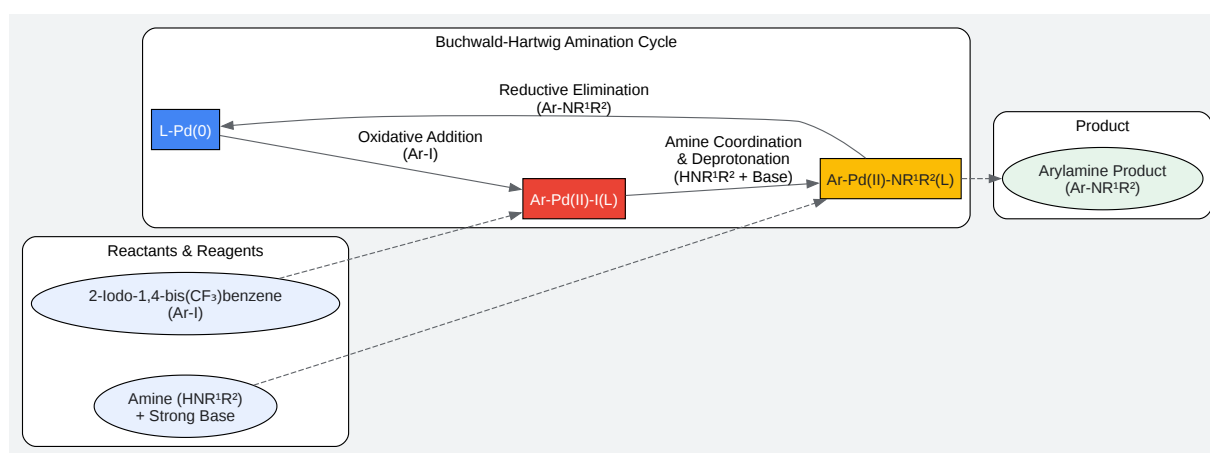 Buchwald-Hartwig Amination Cycle
Reductive Elimination
(Ar-NR¹R²)
L-Pd(0)
Oxidative Addition
(Ar-I)
Amine Coordination
& Deprotonation
(HNR¹R² + Base)
Ar-Pd(II)-I(L)
Ar-Pd(II)-NR¹R²(L)
Product
Arylamine Product
(Ar-NR¹R²)
Reactants & Reagents
2-Iodo-1,4-bis(CF₃)benzene
(Ar-I)
Amine (HNR¹R²)
+ Strong Base